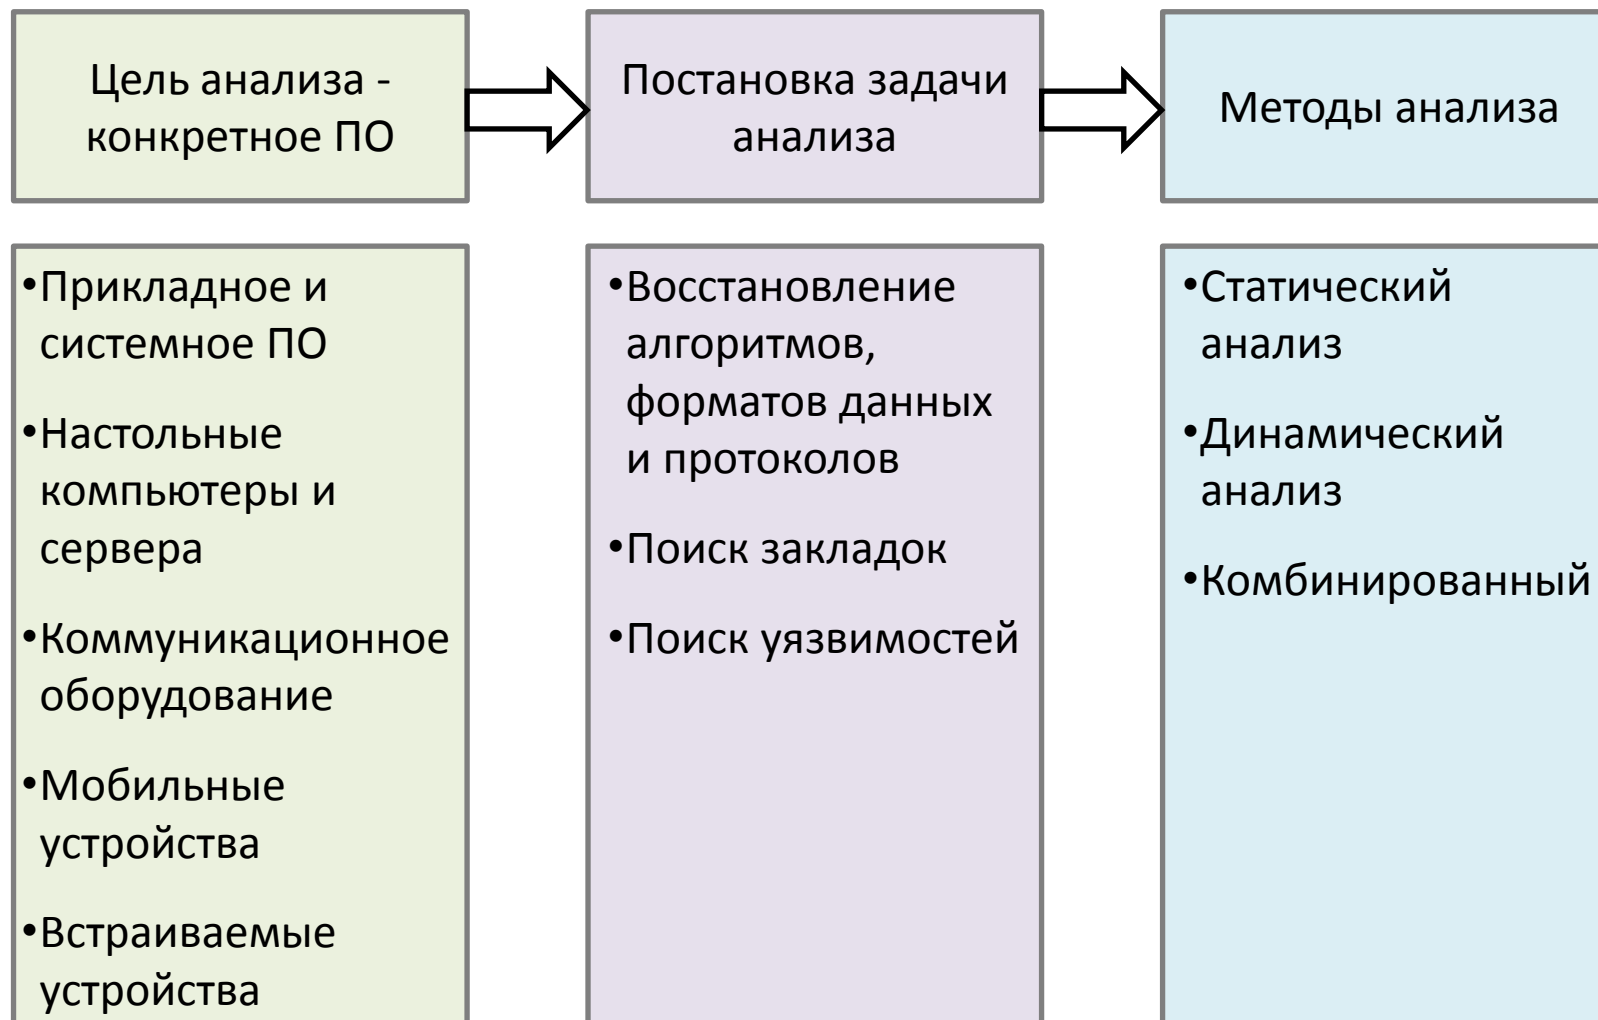 Цель анализа -
конкретное ПО
Постановка задачи
анализа
Методы анализа
•Прикладное и
системное ПО
•Настольные
компьютеры и
сервера
•Коммуникационное
оборудование
•Мобильные
устройства
•Встраиваемые
устройства
•Восстановление
алгоритмов,
форматов данных
и протоколов
•Поиск закладок
•Поиск уязвимостей
•Статический
анализ
•Динамический
анализ
•Комбинированный